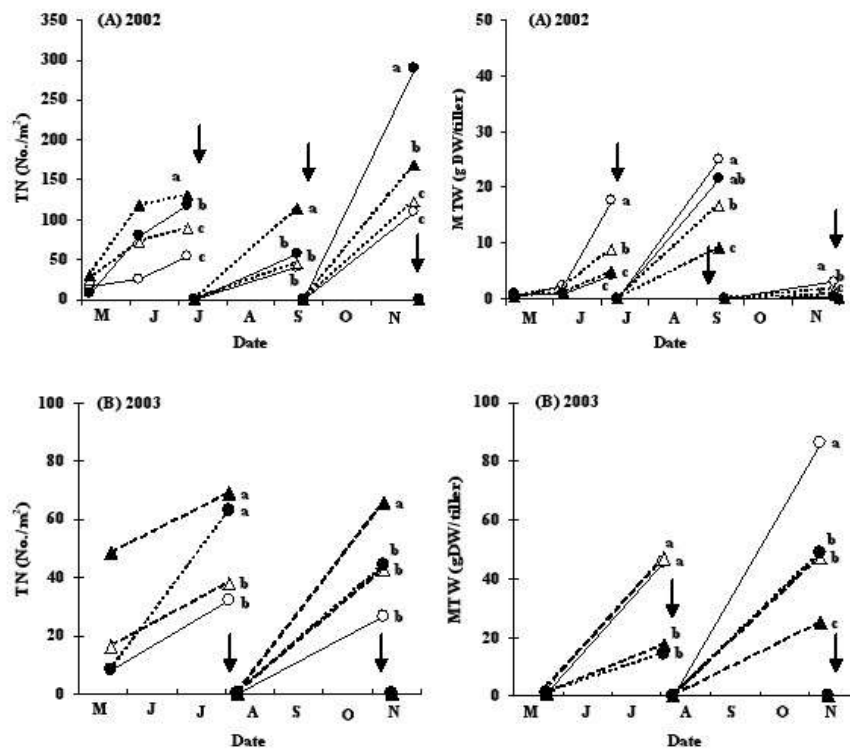 (A) 2002
TN (No./m²)
350
300
250
200
150
100
50
0
a
b
c
c
a
b
b
b
a
b
c
c
M J J A S O N
Date
(A) 2002
MTW (g DW/tiller)
50
40
30
20
10
0
a
b
c
c
a
ab
b
c
a
b
c
M J J A S O N
Date
(B) 2003
TN (No./m²)
100
80
60
40
20
0
a
a
b
b
a
b
b
b
M J J A S O N
Date
(B) 2003
MTW (gDW/tiller)
100
80
60
40
20
0
a
a
b
b
a
b
b
c
M J J A S O N
Date